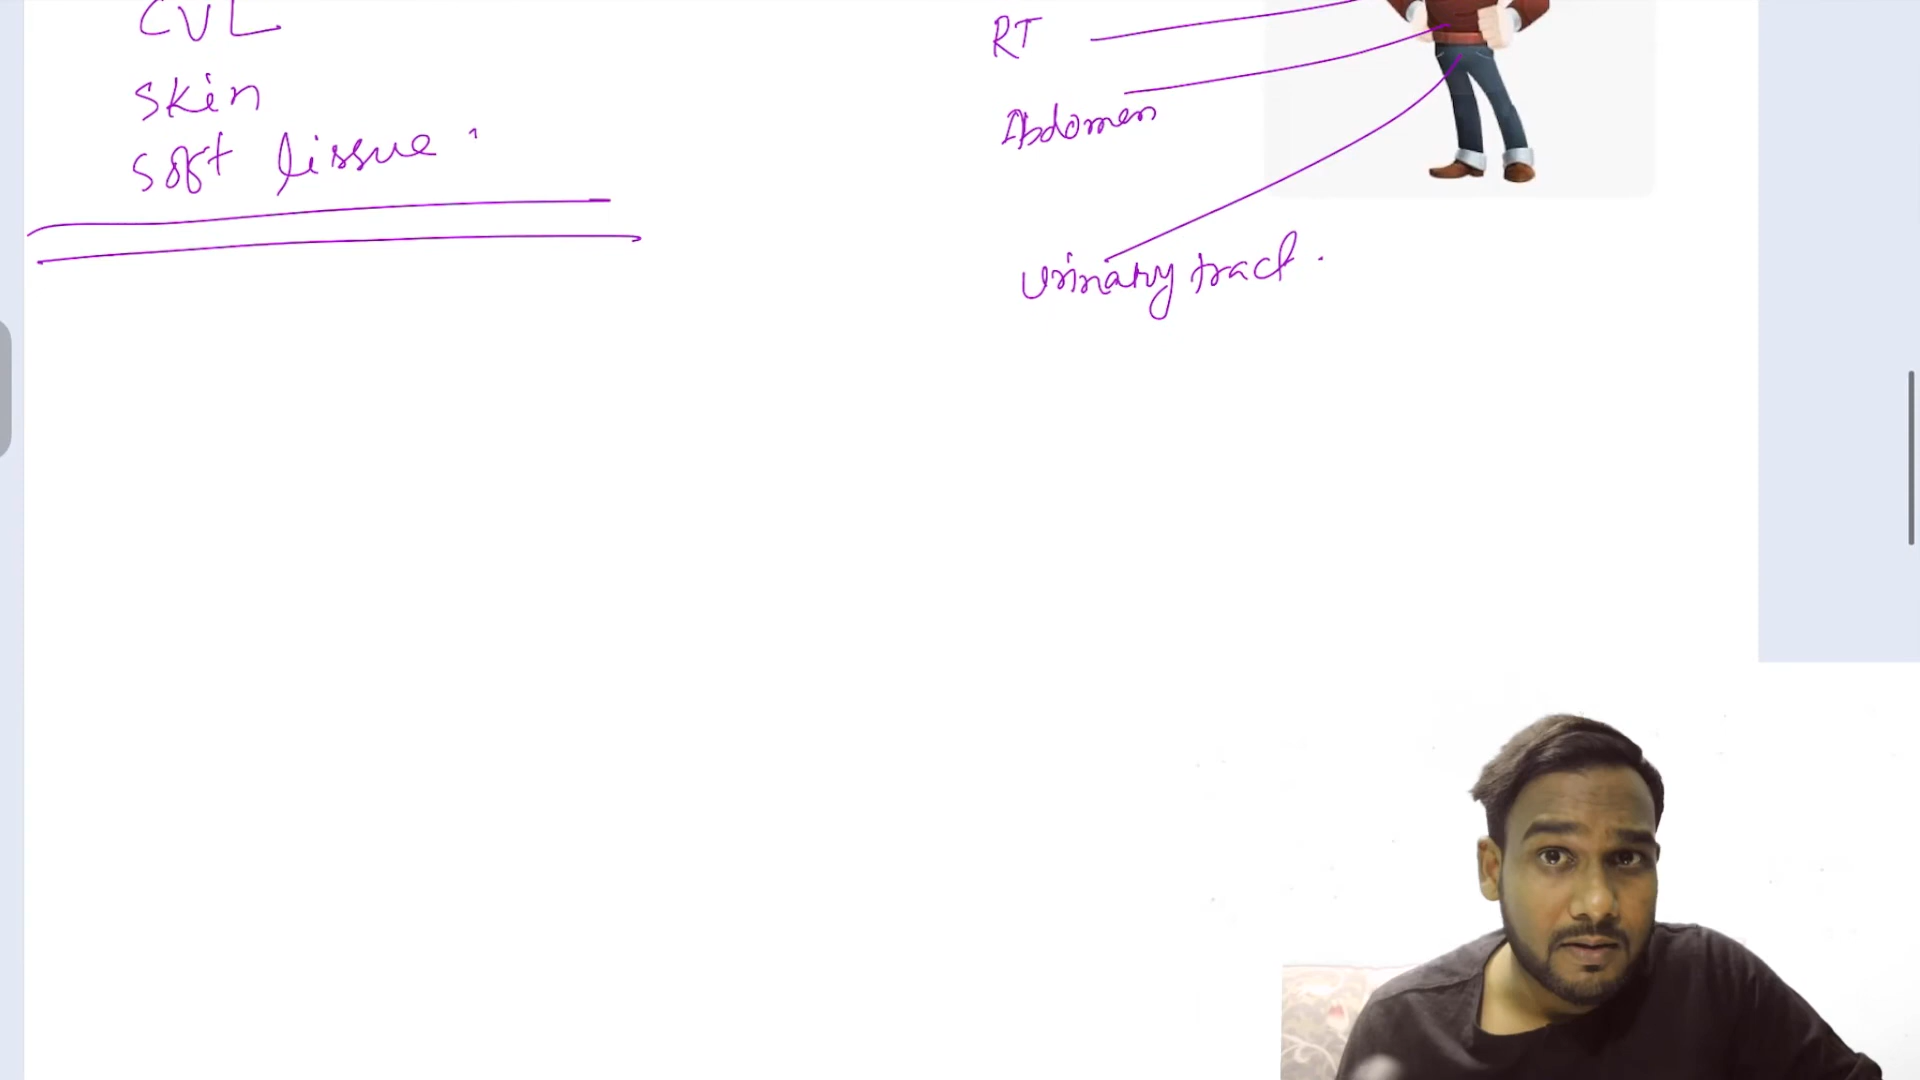 CVL
Skin
Soft tissue
RT
Abdomen
Urinary tract.